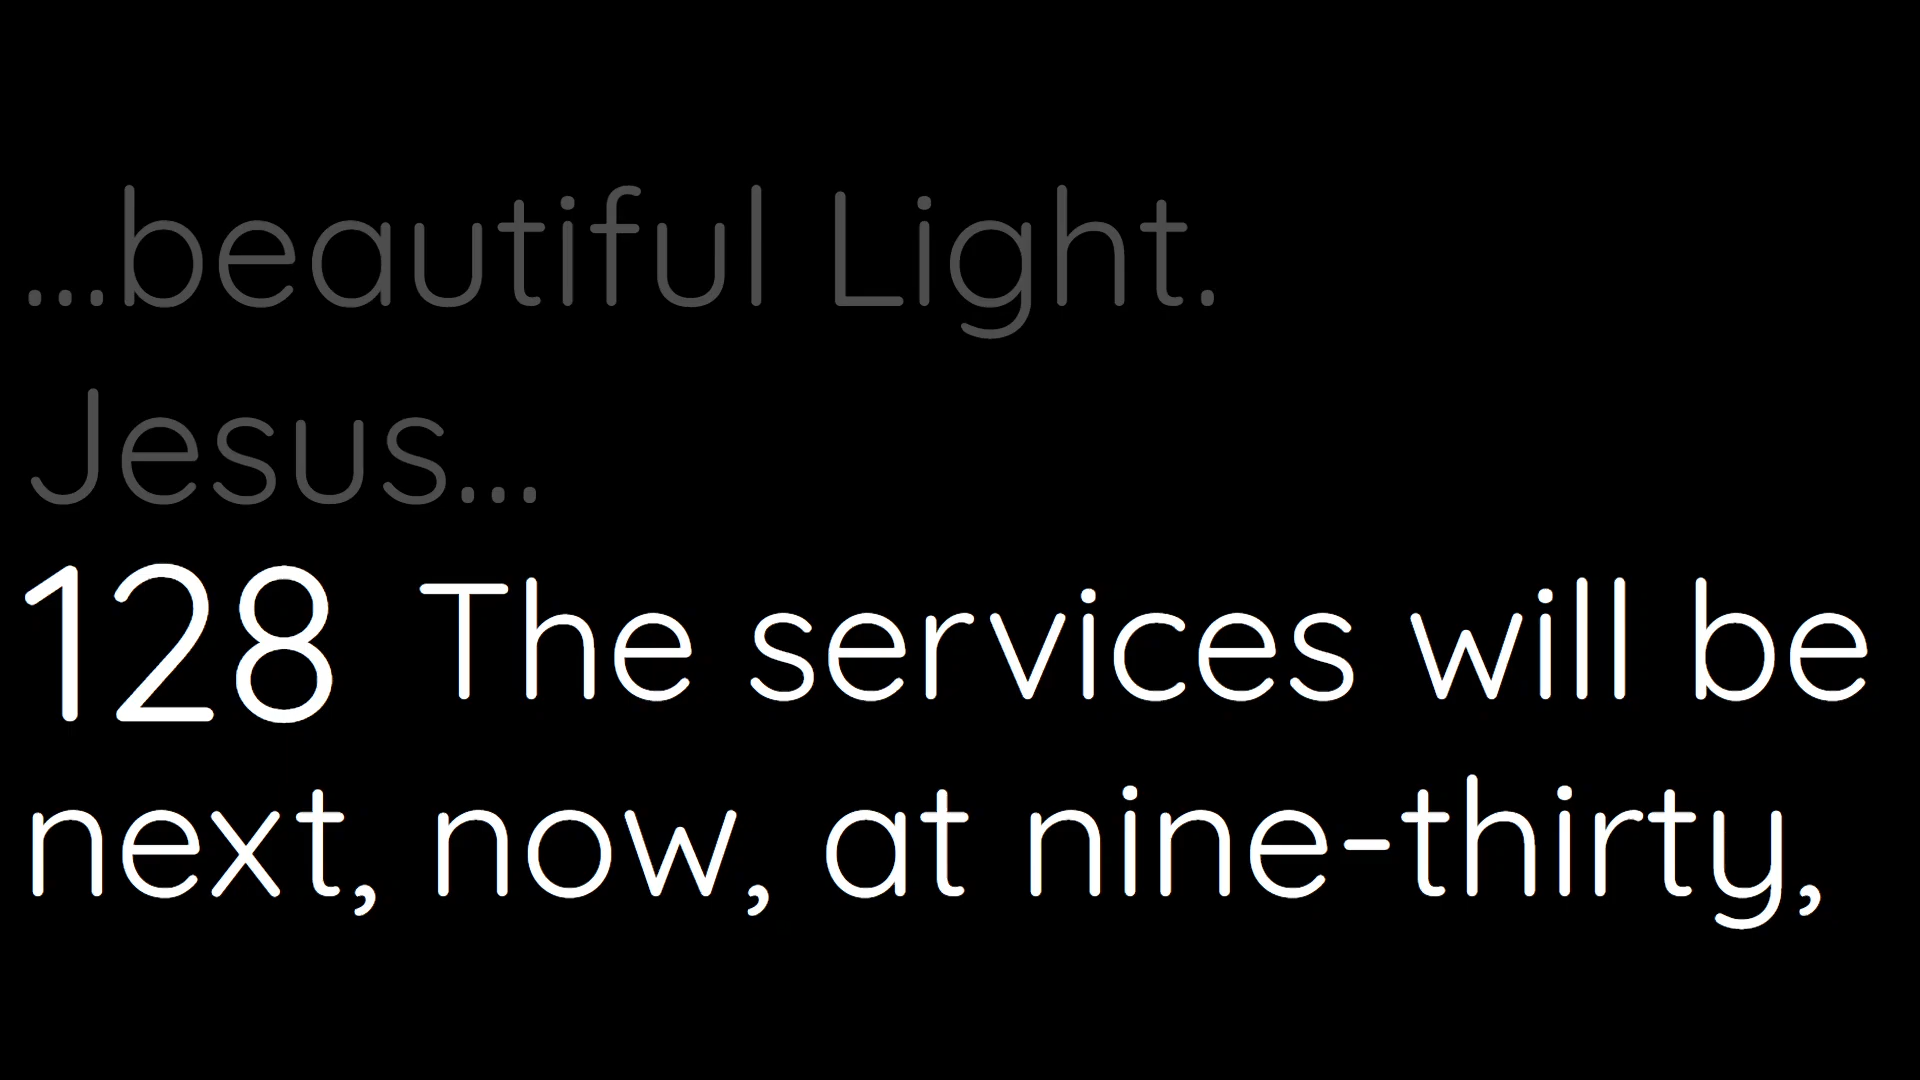 ...beautiful Light.
Jesus...
128 The services will be
next, now, at nine-thirty,